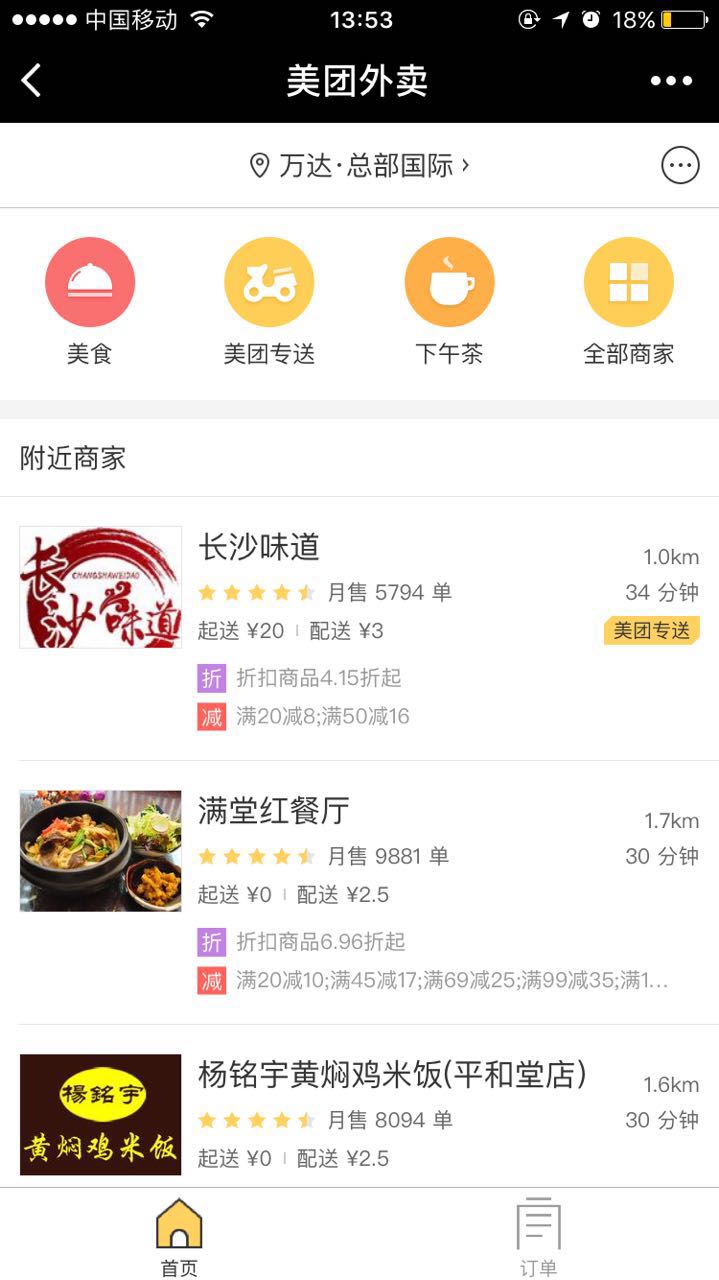 中国移动 13:53 18%
美团外卖
万达·总部国际 ›
美食 美团专送 下午茶 全部商家
附近商家
长沙味道
CHANGSHAWEIDAO
长沙味道
1.0km
月售 5794 单
34 分钟
起送 ¥20 配送 ¥3
美团专送
折 折扣商品4.15折起
减 满20减8;满50减16
满堂红餐厅
1.7km
月售 9881 单
30 分钟
起送 ¥0 配送 ¥2.5
折 折扣商品6.96折起
减 满20减10;满45减17;满69减25;满99减35;满1...
楊銘宇
黄焖鸡米饭
杨铭宇黄焖鸡米饭(平和堂店)
1.6km
月售 8094 单
30 分钟
起送 ¥0 配送 ¥2.5
首页 订单